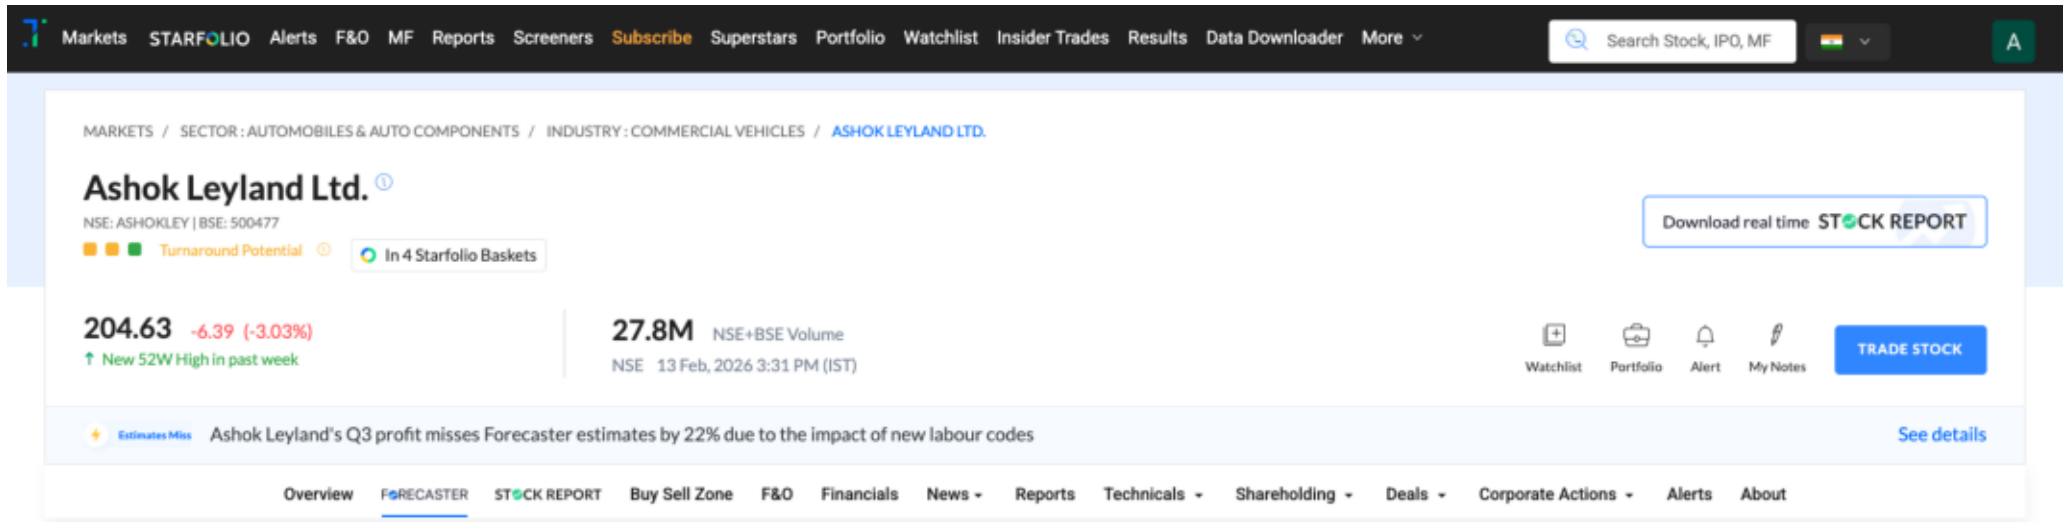 Markets STARFOLIO Alerts F&O MF Reports Screeners Subscribe Superstars Portfolio Watchlist Insider Trades Results Data Downloader More Search Stock, IPO, MF A
MARKETS / SECTOR : AUTOMOBILES & AUTO COMPONENTS / INDUSTRY : COMMERCIAL VEHICLES / ASHOK LEYLAND LTD.
Ashok Leyland Ltd.
NSE: ASHOKLEY | BSE: 500477
Turnaround Potential
In 4 Starfolio Baskets
Download real time STOCK REPORT
204.63 -6.39 (-3.03%)
↑ New 52W High in past week
27.8M NSE+BSE Volume
NSE 13 Feb, 2026 3:31 PM (IST)
Watchlist Portfolio Alert My Notes
TRADE STOCK
Estimates Miss Ashok Leyland's Q3 profit misses Forecaster estimates by 22% due to the impact of new labour codes See details
Overview FORECASTER STOCK REPORT Buy Sell Zone F&O Financials News Reports Technicals Shareholding Deals Corporate Actions Alerts About